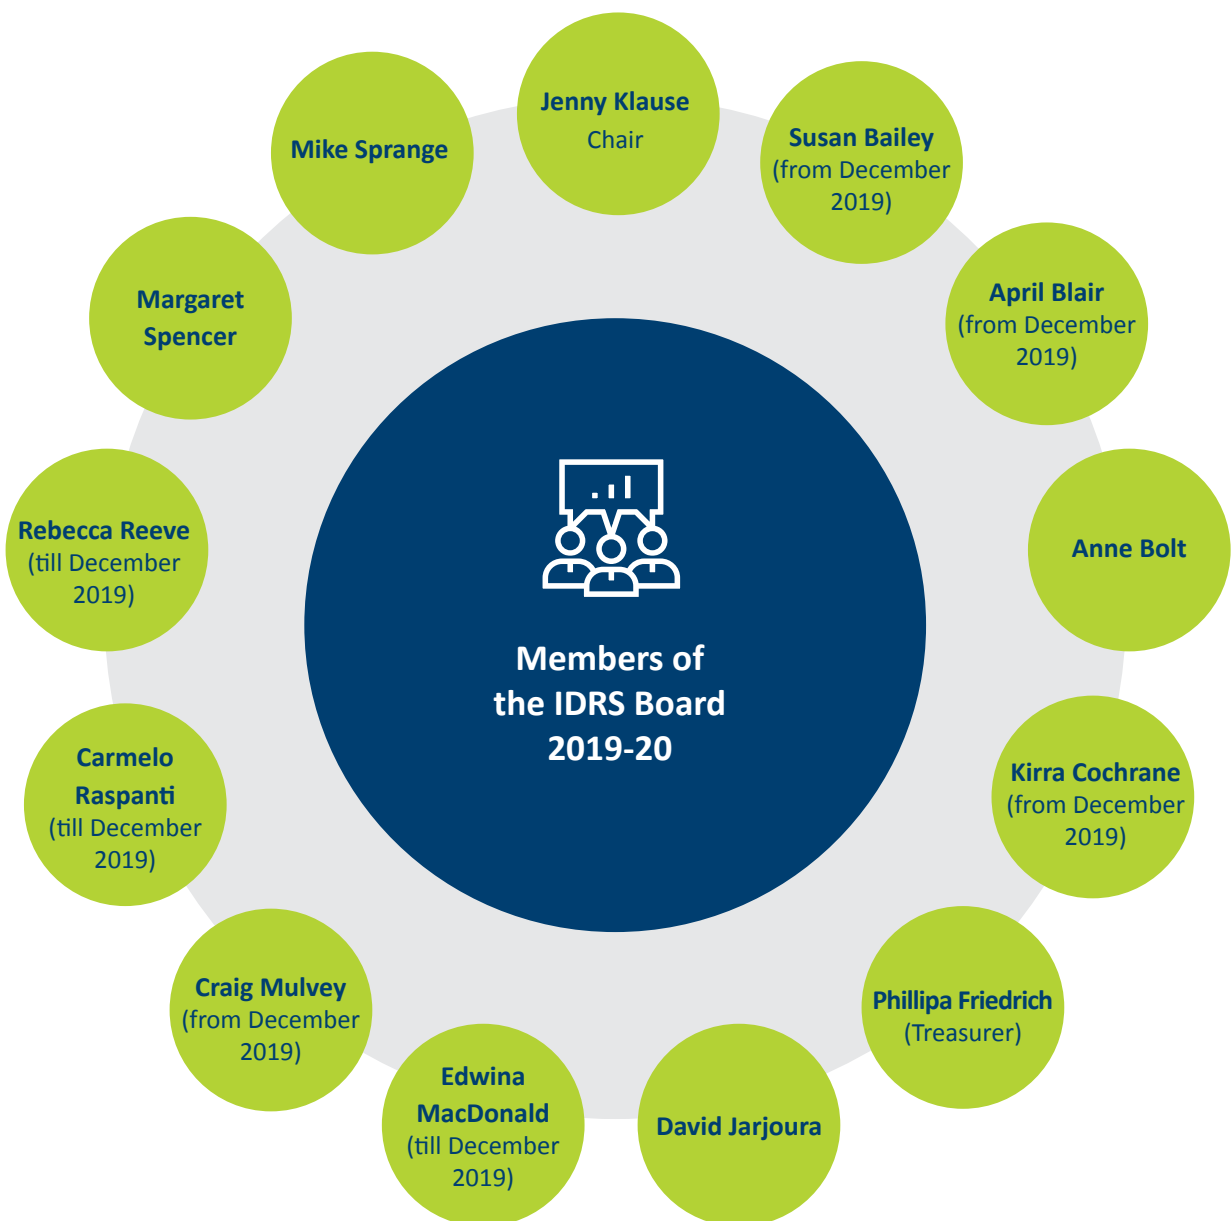 Jenny Klause
Chair
Susan Bailey
(from December
2019)
April Blair
(from December
2019)
Anne Bolt
Kirra Cochrane
(from December
2019)
Phillipa Friedrich
(Treasurer)
David Jarjoura
Edwina
MacDonald
(till December
2019)
Craig Mulvey
(from December
2019)
Carmelo
Raspanti
(till December
2019)
Rebecca Reeve
(till December
2019)
Margaret
Spencer
Mike Sprange
Members of
the IDRS Board
2019-20